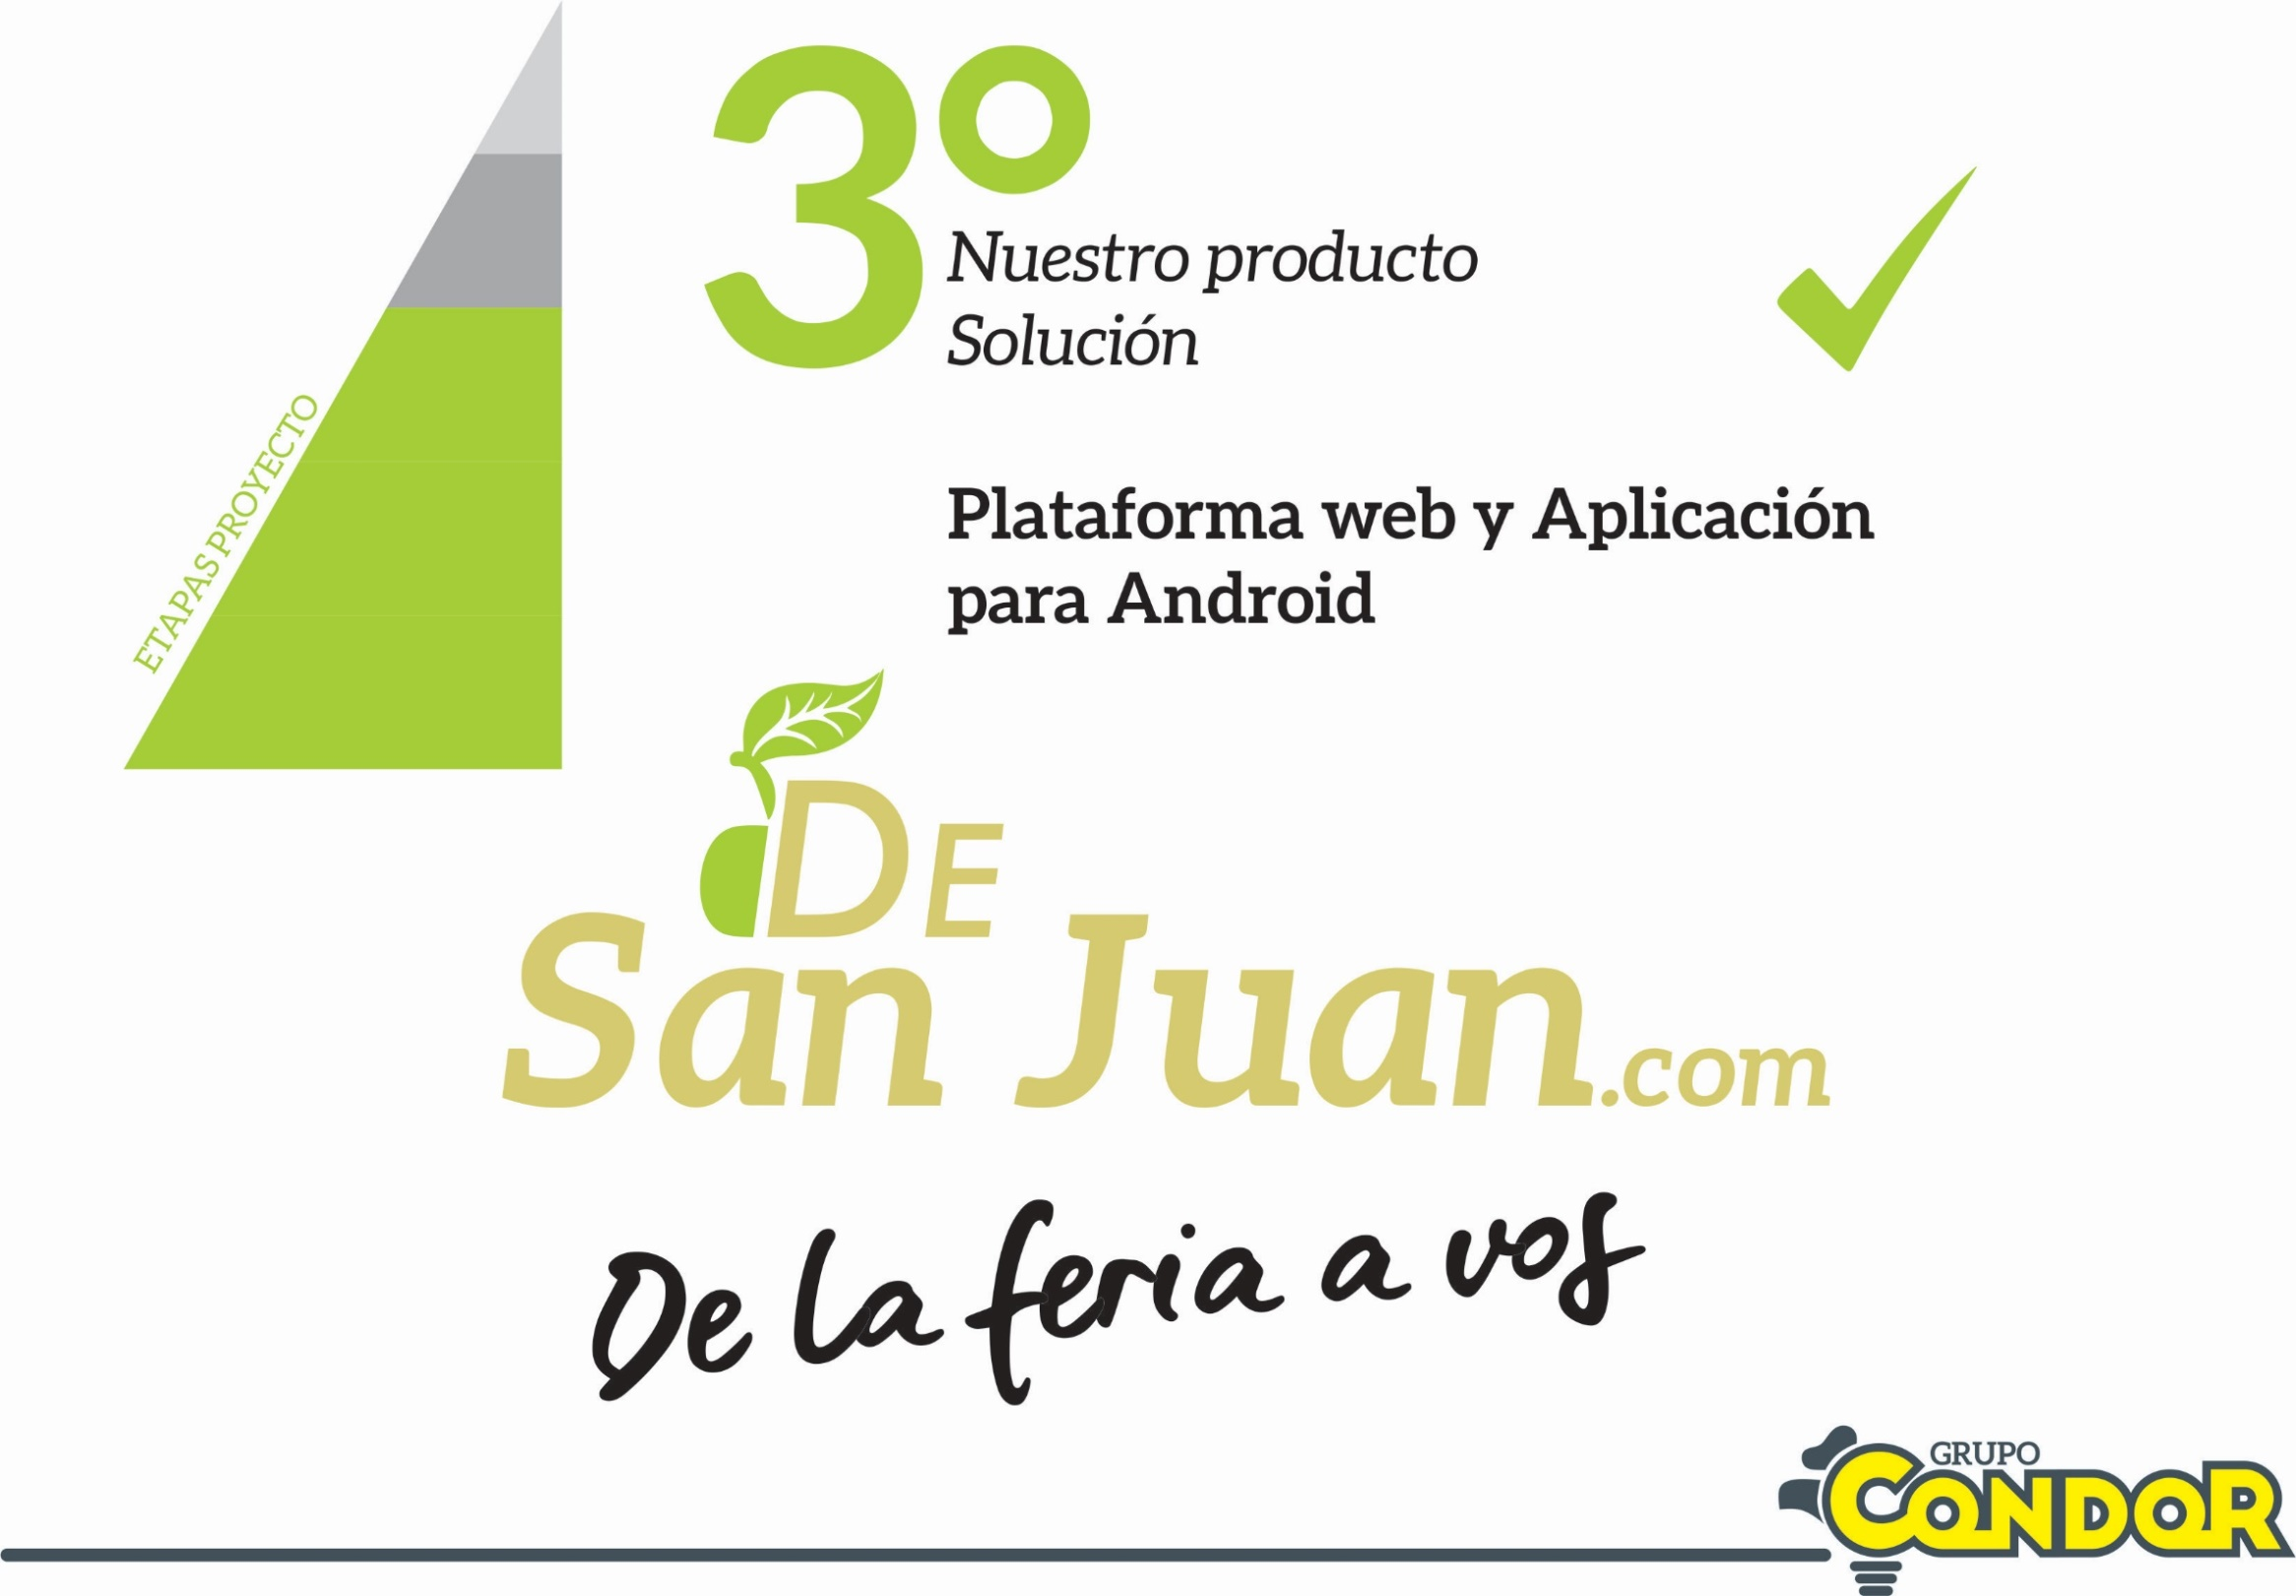 3°
Nuestro producto
Solución
ETAPAS PROYECTO
Plataforma web y Aplicación
para Android
DE
San Juan.com
De la feria a vos
GRUPO
CONDOR